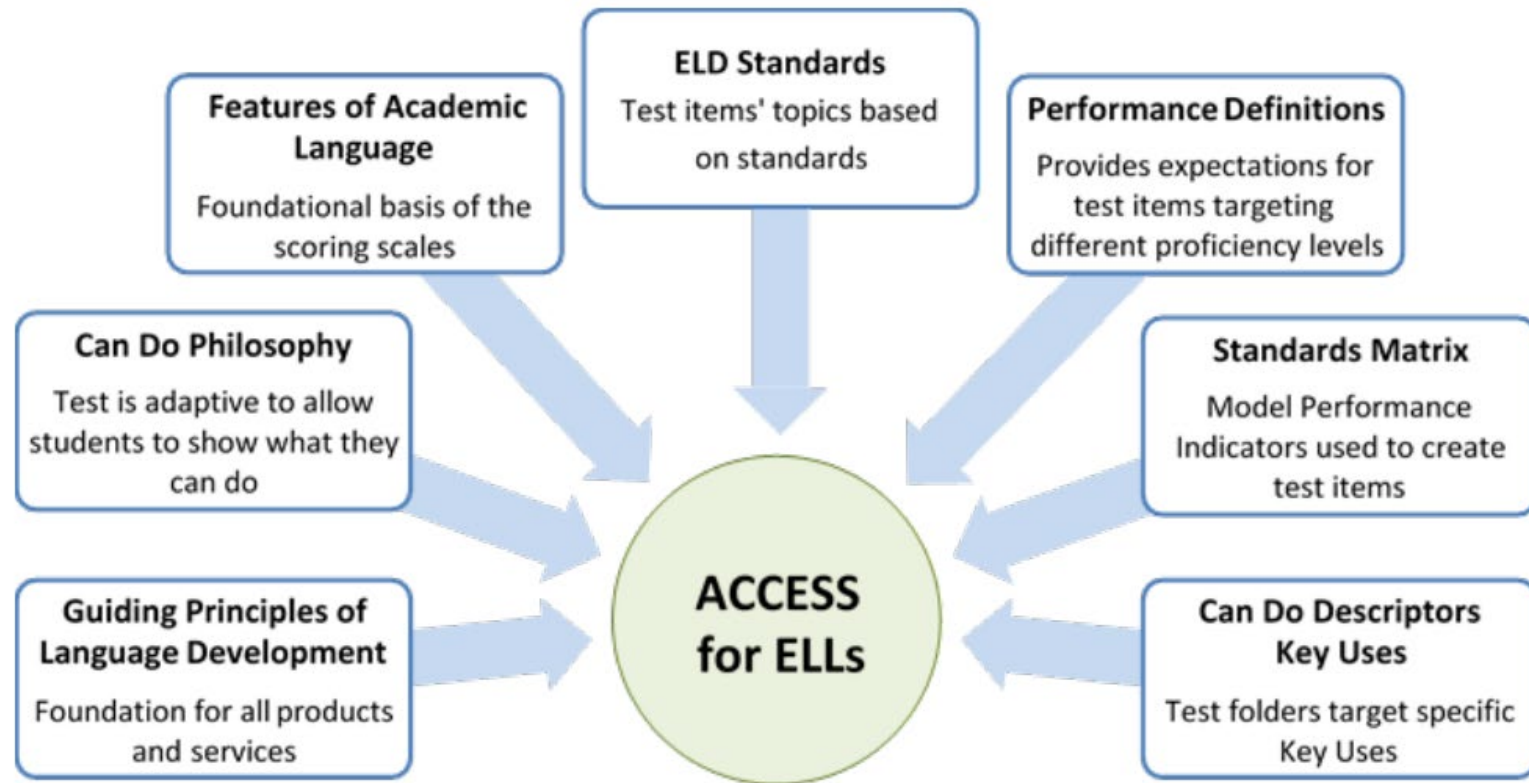 ELD Standards
Test items' topics based
on standards
Features of Academic
Language
Foundational basis of the
scoring scales
Performance Definitions
Provides expectations for
test items targeting
different proficiency levels
Can Do Philosophy
Test is adaptive to allow
students to show what they
can do
Standards Matrix
Model Performance
Indicators used to create
test items
Guiding Principles of
Language Development
Foundation for all products
and services
ACCESS
for ELLs
Can Do Descriptors
Key Uses
Test folders target specific
Key Uses